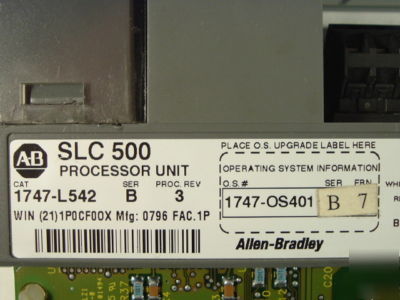 AB
SLC 500
PROCESSOR UNIT
CAT SER PROC. REV
1747-L542 B 3
WIN (21)1P0CF00X Mfg: 0796 FAC.1P
PLACE O.S. UPGRADE LABEL HERE
OPERATING SYSTEM INFORMATION
O.S.# SER FRN
1747-OS401 B 7
Allen-Bradley